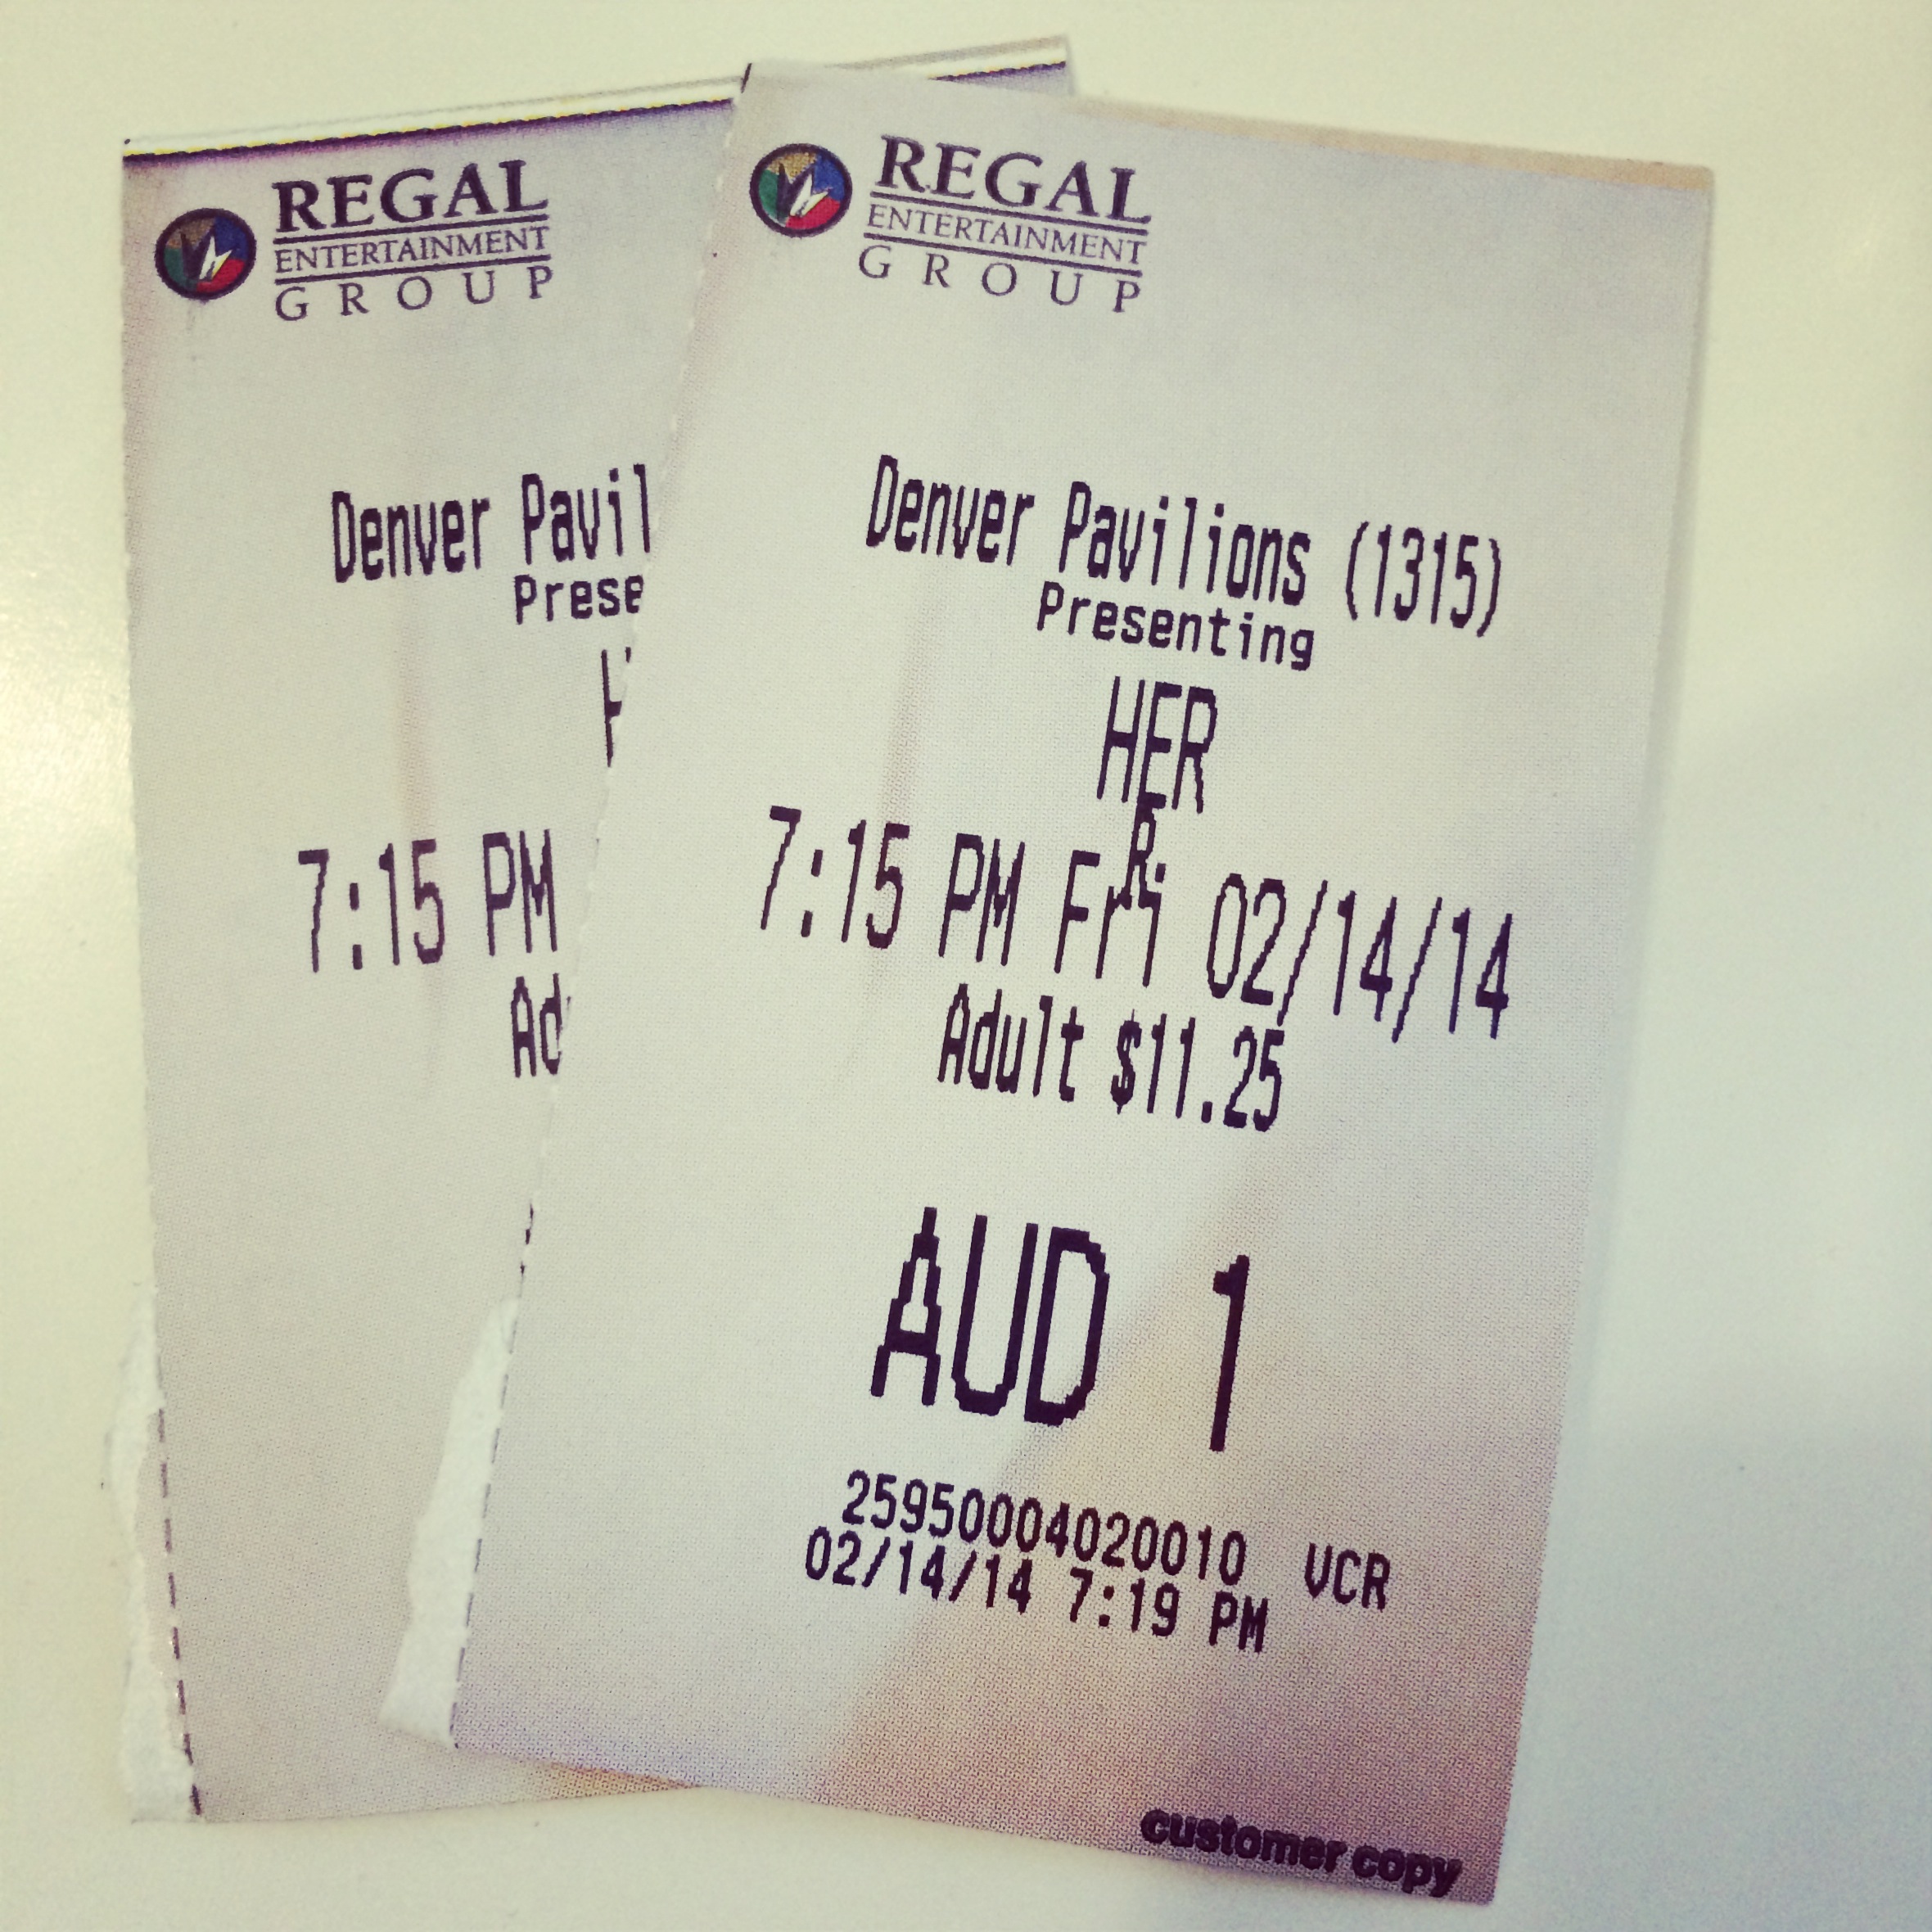 REGAL
ENTERTAINMENT
GROUP
Denver Pavil
Prese
7:15 PM
Ad
REGAL
ENTERTAINMENT
GROUP
Denver Pavilions (1315)
Presenting
HER
R
7:15 PM Fri 02/14/14
Adult $11.25
AUD 1
25950004020010 VCR
02/14/14 7:19 PM
customer copy